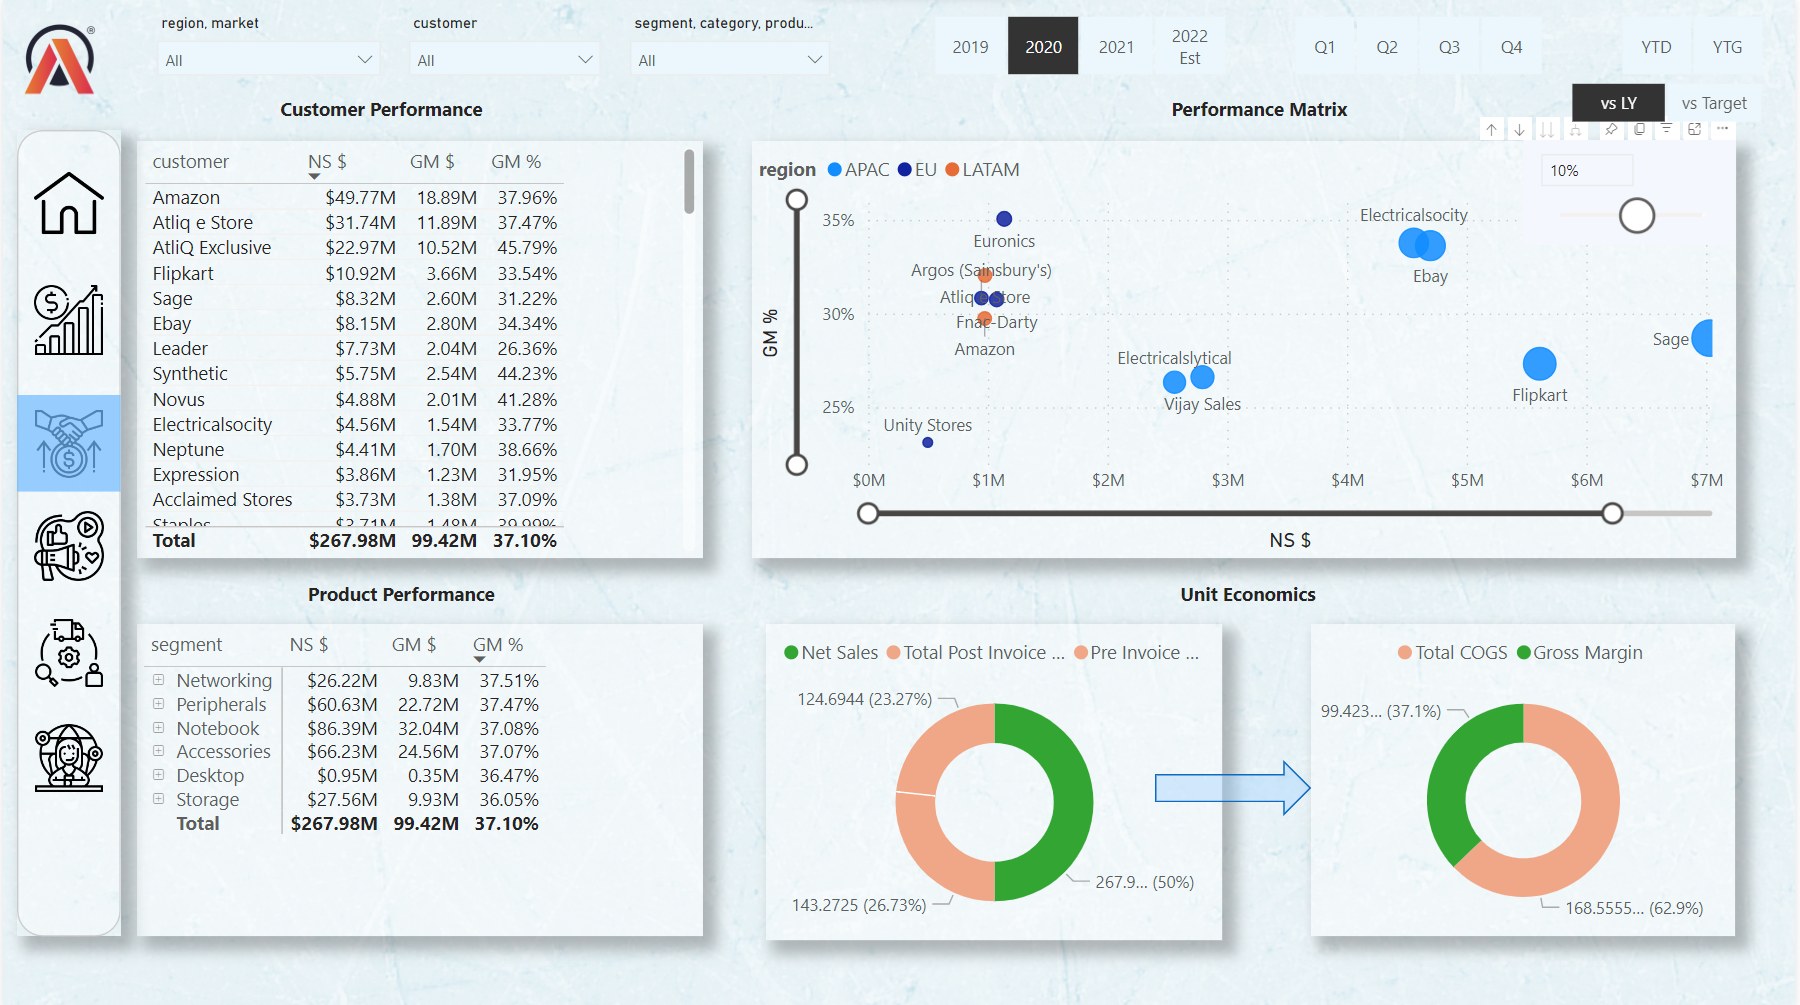 region, market
customer
segment, category, produ...
All
All
All
2019
2020
2021
2022
Est
Q1
Q2
Q3
Q4
YTD
YTG
vs LY
vs Target
Customer Performance
customer NS $ GM $ GM %
Amazon $49.77M 18.89M 37.96%
Atliq e Store $31.74M 11.89M 37.47%
AtliQ Exclusive $22.97M 10.52M 45.79%
Flipkart $10.92M 3.66M 33.54%
Sage $8.32M 2.60M 31.22%
Ebay $8.15M 2.80M 34.34%
Leader $7.73M 2.04M 26.36%
Synthetic $5.75M 2.54M 44.23%
Novus $4.88M 2.01M 41.28%
Electricalsocity $4.56M 1.54M 33.77%
Neptune $4.41M 1.70M 38.66%
Expression $3.86M 1.23M 31.95%
Acclaimed Stores $3.73M 1.38M 37.09%
Staples $3.71M 1.48M 39.99%
Total $267.98M 99.42M 37.10%
Performance Matrix
region APAC EU LATAM
10%
GM %
35%
30%
25%
Electricalsocity
Ebay
Euronics
Argos (Sainsbury's)
Atliq e Store
Fnac-Darty
Amazon
Sage
Electricalslytical
Vijay Sales
Flipkart
Unity Stores
$0M $1M $2M $3M $4M $5M $6M $7M
NS $
Product Performance
segment NS $ GM $ GM %
Networking $26.22M 9.83M 37.51%
Peripherals $60.63M 22.72M 37.47%
Notebook $86.39M 32.04M 37.08%
Accessories $66.23M 24.56M 37.07%
Desktop $0.95M 0.35M 36.47%
Storage $27.56M 9.93M 36.05%
Total $267.98M 99.42M 37.10%
Unit Economics
Net Sales Total Post Invoice ... Pre Invoice ...
124.6944 (23.27%)
267.9... (50%)
143.2725 (26.73%)
Total COGS Gross Margin
99.423... (37.1%)
168.5555... (62.9%)